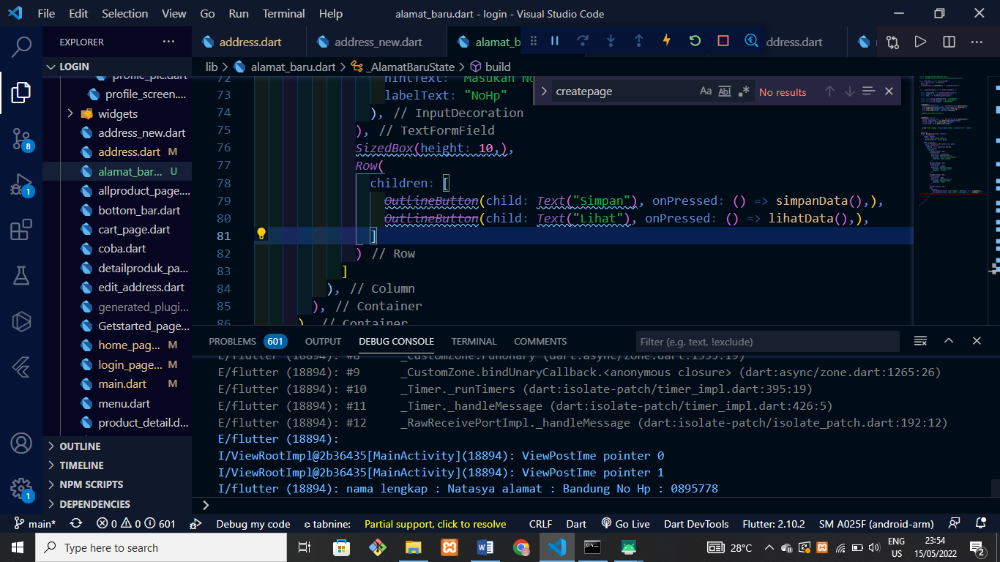 File Edit Selection View Go Run Terminal Help alamat_baru.dart - login - Visual Studio Code
EXPLORER ...
address.dart address_new.dart alamat_b ddress.dart
LOGIN
lib > alamat_baru.dart > _AlamatBaruState > build
createpage Aa Ab| .* No results
profile_pic.dart
profile_screen....
widgets
address_new.dart
address.dart M
alamat_bar... U
allproduct_page....
bottom_bar.dart
cart_page.dart
coba.dart
detailproduk_pa...
edit_address.dart
generated_plugi...
Getstarted_page...
home_pag... M
login_page... M
main.dart M
menu.dart
product_detail.d...
OUTLINE
TIMELINE
NPM SCRIPTS
DEPENDENCIES
8
1
1
72 hintText: "Masukan No
73 labelText: "NoHp"
74 ), // InputDecoration
75 ), // TextFormField
76 SizedBox(height: 10,),
77 Row(
78 children: [
79 OutlineButton(child: Text("Simpan"), onPressed: () => simpanData(),),
80 OutlineButton(child: Text("Lihat"), onPressed: () => lihatData(),),
81 ]
82 ) // Row
83 ]
84 ), // Column
85 ), // Container
86 ), // Container
PROBLEMS 601 OUTPUT DEBUG CONSOLE TERMINAL COMMENTS Filter (e.g. text, !exclude)
E/flutter (18894): #8 _CustomZone.runUnary (dart:async/zone.dart:1335:19)
E/flutter (18894): #9 _CustomZone.bindUnaryCallback.<anonymous closure> (dart:async/zone.dart:1265:26)
E/flutter (18894): #10 _Timer._runTimers (dart:isolate-patch/timer_impl.dart:395:19)
E/flutter (18894): #11 _Timer._handleMessage (dart:isolate-patch/timer_impl.dart:426:5)
E/flutter (18894): #12 _RawReceivePortImpl._handleMessage (dart:isolate-patch/isolate_patch.dart:192:12)
E/flutter (18894):
I/ViewRootImpl@2b36435[MainActivity](18894): ViewPostIme pointer 0
I/ViewRootImpl@2b36435[MainActivity](18894): ViewPostIme pointer 1
I/flutter (18894): nama lengkap : Natasya alamat : Bandung No Hp : 0895778
main* 0 0 601 Debug my code tabnine: Partial support, click to resolve CRLF Dart Go Live Dart DevTools Flutter: 2.10.2 SM A025F (android-arm)
Type here to search 28°C ENG US 23:54 15/05/2022 2